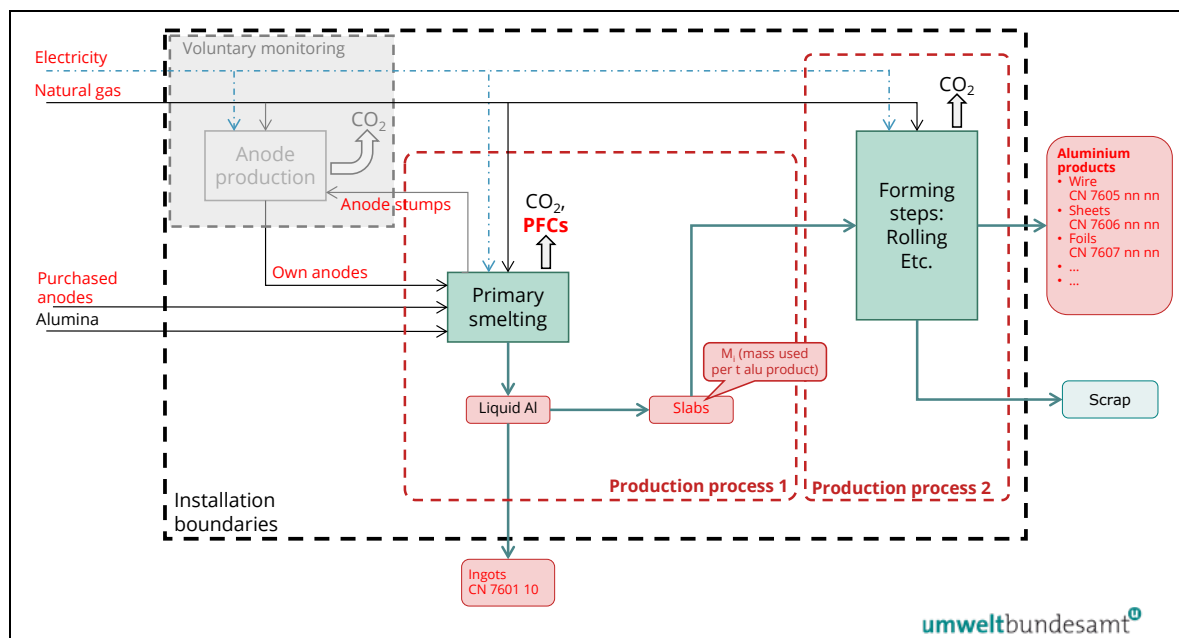 Voluntary monitoring
Electricity
Natural gas
CO2
CO2
Anode
production
Anode stumps
CO2,
PFCs
Forming
steps:
Rolling
Etc.
Aluminium
products
• Wire
CN 7605 nn nn
• Sheets
CN 7606 nn nn
• Foils
CN 7607 nn nn
• ...
• ...
Own anodes
Purchased
anodes
Alumina
Primary
smelting
Mi (mass used
per t alu product)
Liquid Al
Slabs
Scrap
Production process 1
Production process 2
Installation
boundaries
Ingots
CN 7601 10
umweltbundesamt u